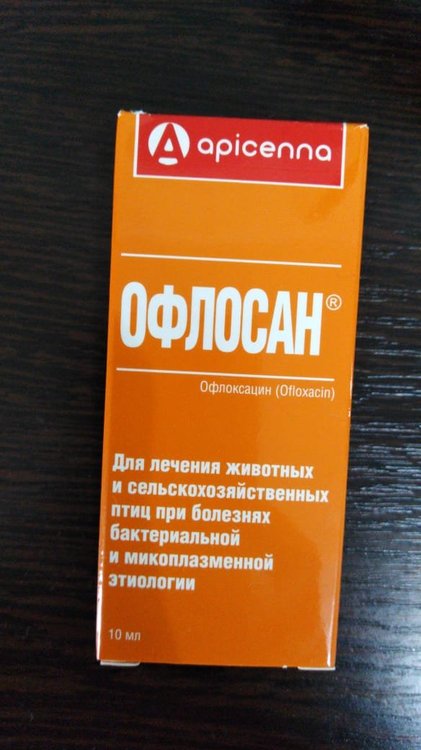 apicenna
ОФЛОСАН®
Офлоксацин (Ofloxacin)
Для лечения животных
и сельскохозяйственных
птиц при болезнях
бактериальной
и микоплазменной
этиологии
10 мл